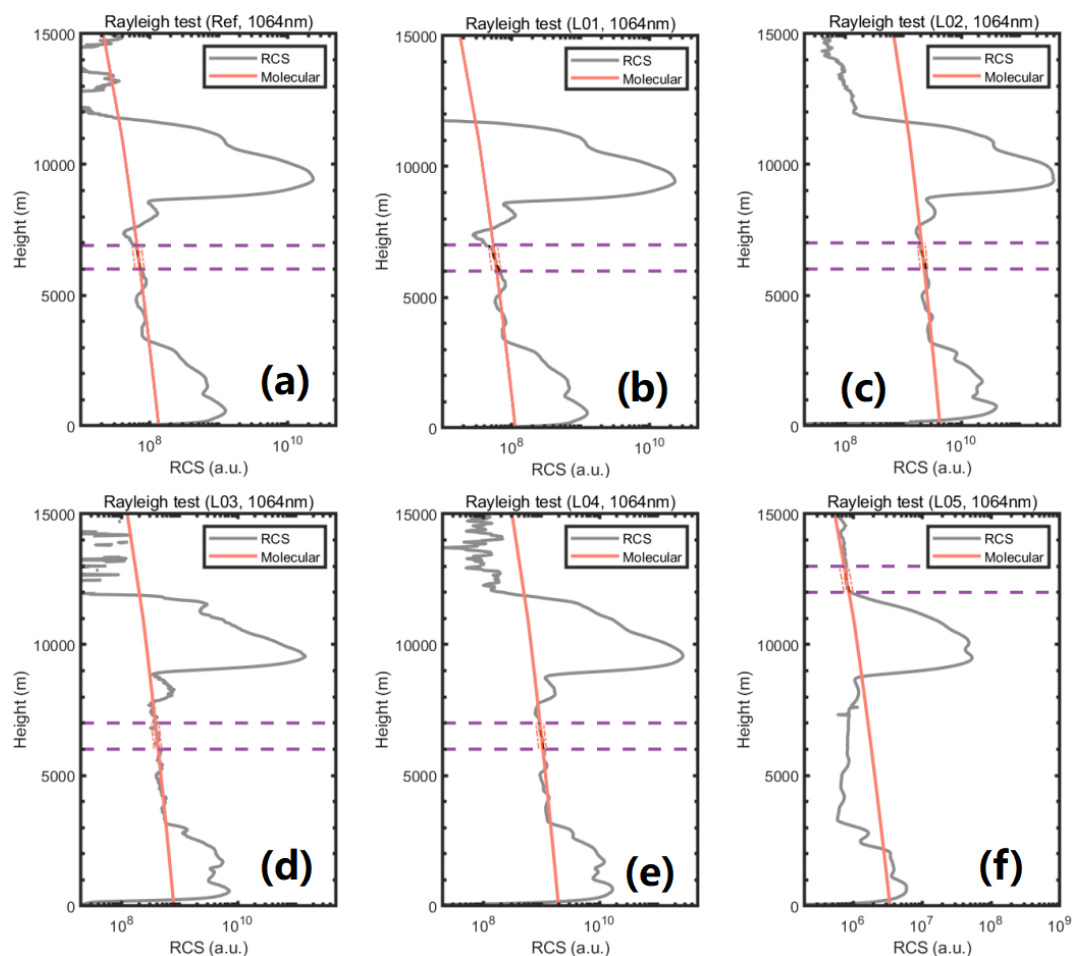 Rayleigh test (Ref, 1064nm)
15000
10000
5000
0
Height (m)
RCS
Molecular
(a)
10^8
10^10
RCS (a.u.)
Rayleigh test (L01, 1064nm)
15000
10000
5000
0
Height (m)
RCS
Molecular
(b)
10^8
10^10
RCS (a.u.)
Rayleigh test (L02, 1064nm)
15000
10000
5000
0
Height (m)
RCS
Molecular
(c)
10^8
10^10
RCS (a.u.)
Rayleigh test (L03, 1064nm)
15000
10000
5000
0
Height (m)
RCS
Molecular
(d)
10^8
10^10
RCS (a.u.)
Rayleigh test (L04, 1064nm)
15000
10000
5000
0
Height (m)
RCS
Molecular
(e)
10^8
10^10
RCS (a.u.)
Rayleigh test (L05, 1064nm)
15000
10000
5000
0
Height (m)
RCS
Molecular
(f)
10^6
10^7
10^8
10^9
RCS (a.u.)